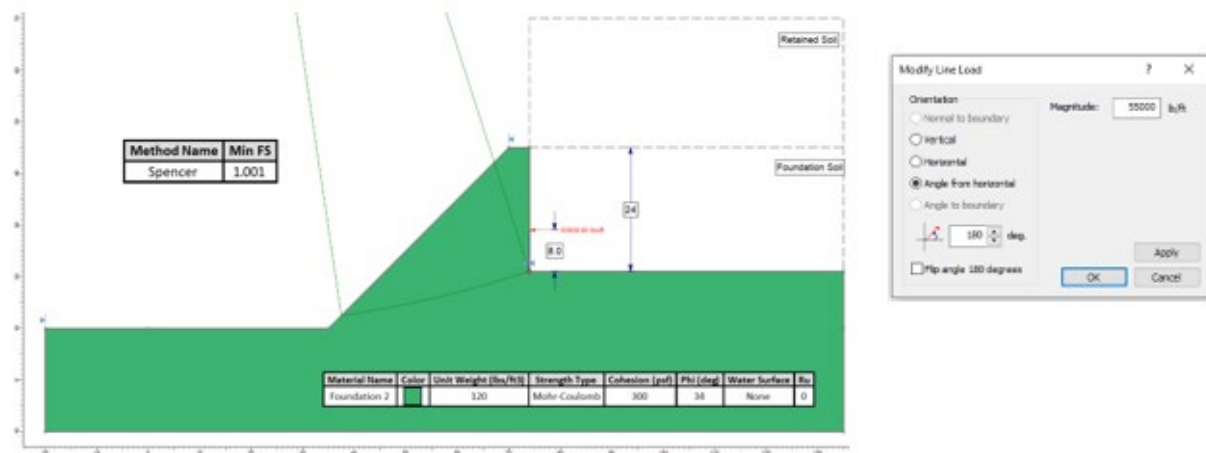 Retained Soil
Method Name Min FS
Spencer 1.001
Foundation Soil
24
8.0
Material Name Color Unit Weight (lbs/ft3) Strength Type Cohesion (psf) Phi (deg) Water Surface Ru
Foundation 2 120 Mohr-Coulomb 300 34 None 0
Modify Line Load ? X
Orientation
Normal to boundary
Vertical
Horizontal
Angle from horizontal
Angle to boundary
180 deg.
Flip angle 180 degrees
Magnitude: 55000 lb/ft
Apply
OK Cancel